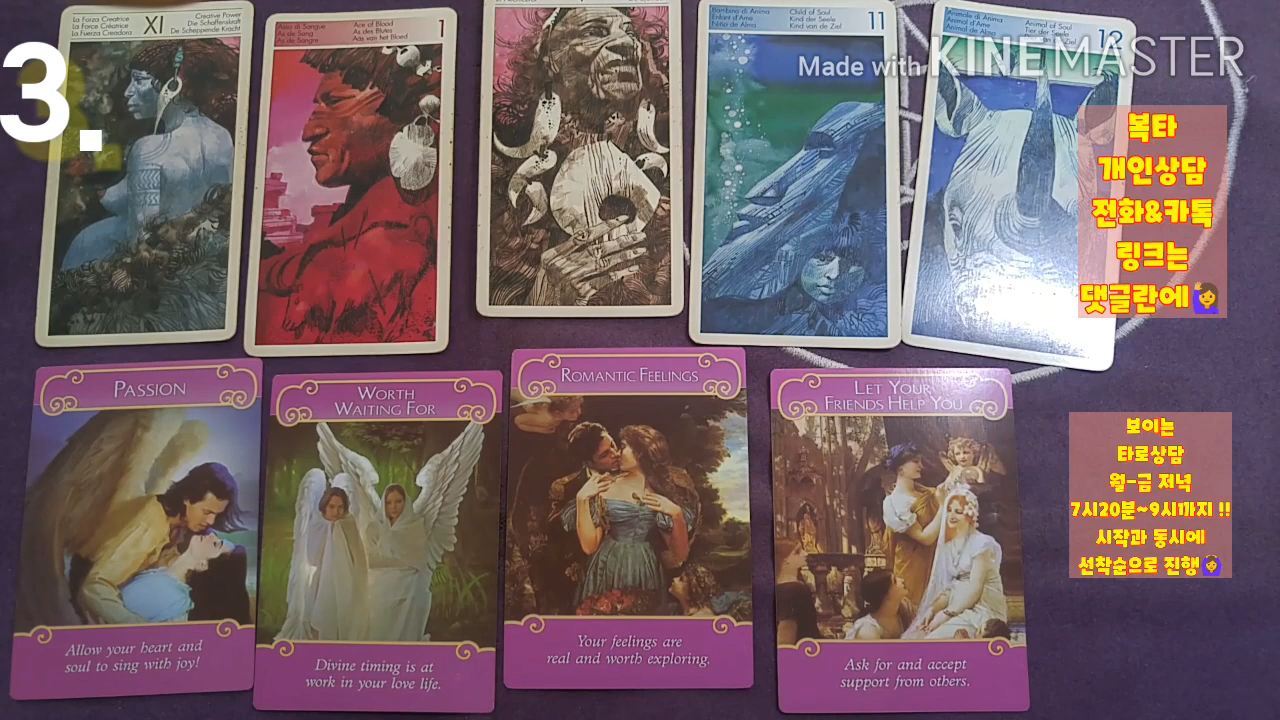 3.
La Forza Creatrice
La Force Créatrice
La Fuerza Creadora
XI
Creative Power
Die Schaffenskraft
De Scheppende Kracht
Asso di Sangue
As de Sang
As de Sangre
Ace of Blood
As des Blutes
Aas van het Bloed
1
Bambino di Anima
Enfant d'Ame
Niño de Alma
Child of Soul
Kind der Seele
Kind van de Ziel
11
Animale di Anima
Animal d'Ame
Animal de Alma
Animal of Soul
Tier der Seele
12
Made with KINEMASTER
복타
개인상담
전화&카톡
링크는
댓글란에🙋‍♀️
PASSION
Allow your heart and
soul to sing with joy!
WORTH
WAITING FOR
Divine timing is at
work in your love life.
ROMANTIC FEELINGS
Your feelings are
real and worth exploring.
LET YOUR
FRIENDS HELP YOU
Ask for and accept
support from others.
보이는
타로상담
월-금 저녁
7시20분~9시까지 !!
시작과 동시에
선착순으로 진행🙆‍♀️